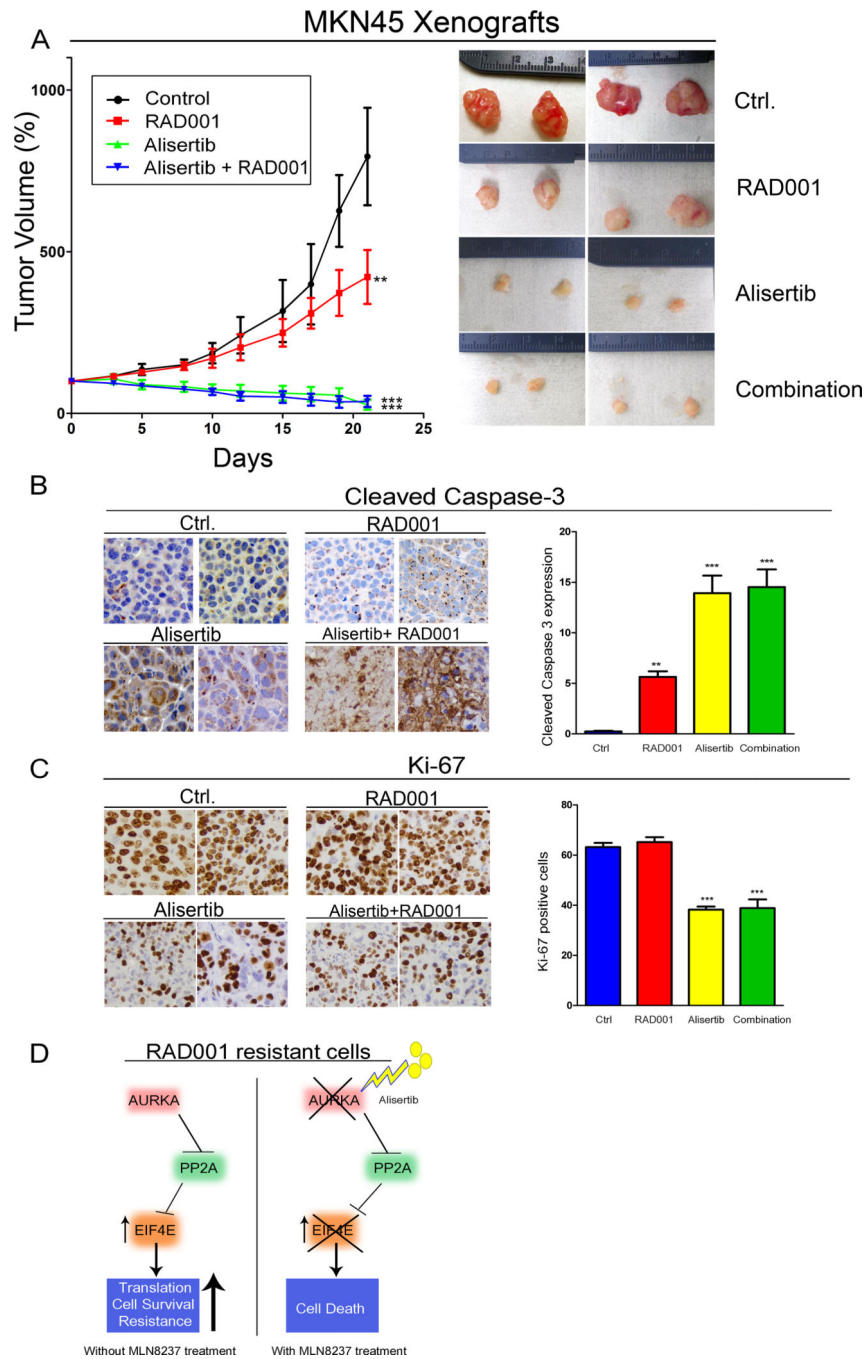 MKN45 Xenografts
A
1000
500
0
Tumor Volume (%)
Control
RAD001
Alisertib
Alisertib + RAD001
**
***
***
0 5 10 15 20 25
Days
Ctrl.
RAD001
Alisertib
Combination
B
Cleaved Caspase-3
Ctrl.
RAD001
Alisertib
Alisertib+ RAD001
Cleaved Caspase 3 expression
20
15
10
5
0
**
***
***
Ctrl RAD001 Alisertib Combination
C
Ki-67
Ctrl.
RAD001
Alisertib
Alisertib+RAD001
Ki-67 positive cells
80
60
40
20
0
***
***
Ctrl RAD001 Alisertib Combination
D
RAD001 resistant cells
AURKA
PP2A
EIF4E
Translation
Cell Survival
Resistance
Without MLN8237 treatment
AURKA
Alisertib
PP2A
EIF4E
Cell Death
With MLN8237 treatment